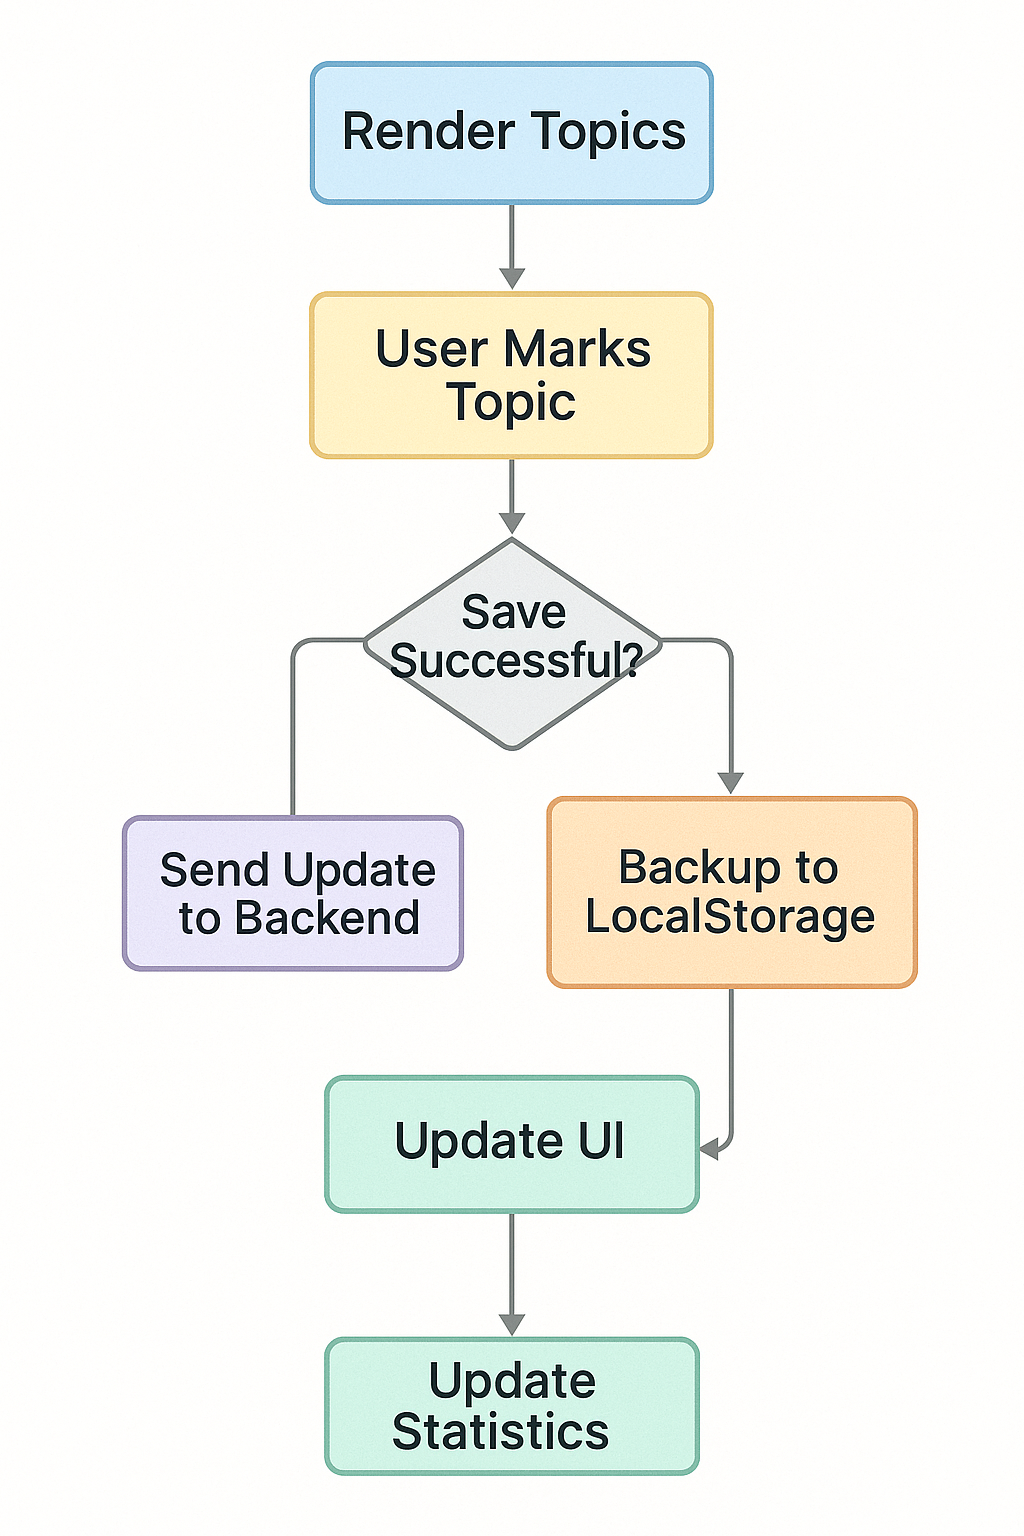 Render Topics
User Marks
Topic
Save
Successful?
Send Update
to Backend
Backup to
LocalStorage
Update UI
Update
Statistics